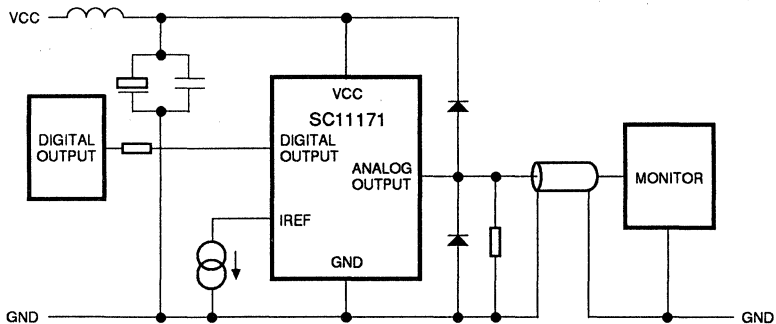 VCC
VCC
SC11171
DIGITAL
OUTPUT
DIGITAL
OUTPUT
ANALOG
OUTPUT
MONITOR
IREF
GND
GND
GND